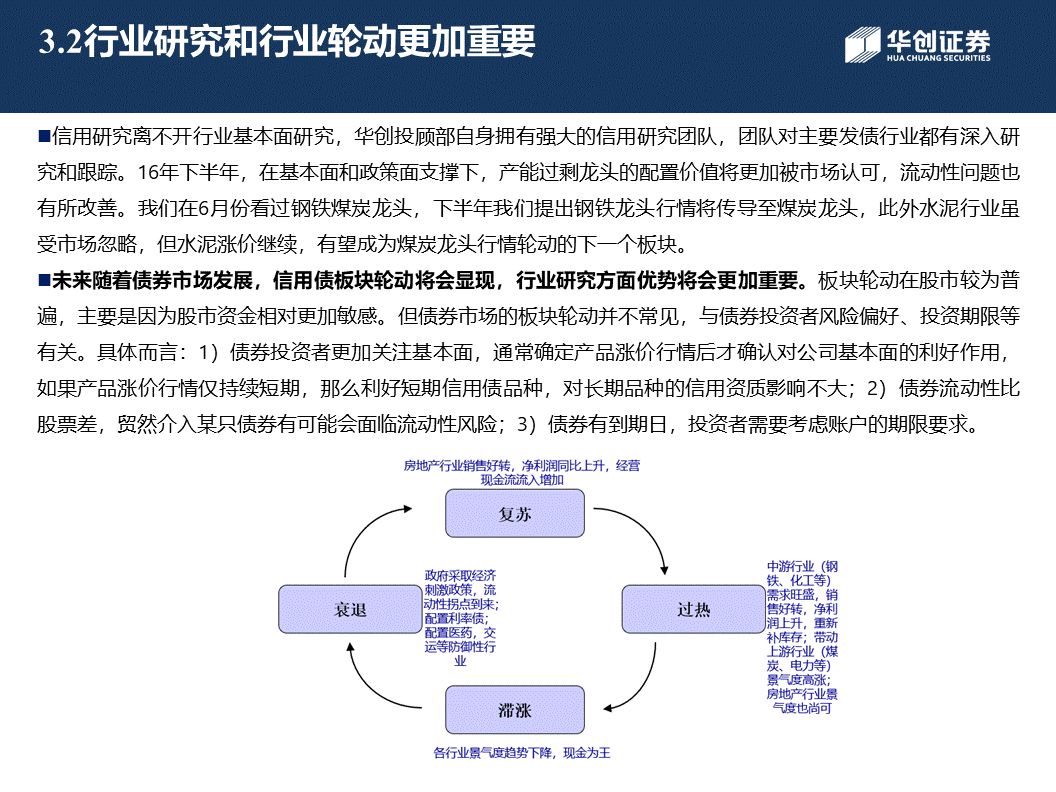 3.2行业研究和行业轮动更加重要
华创证券
HUA CHUANG SECURITIES
■信用研究离不开行业基本面研究，华创投顾部自身拥有强大的信用研究团队，团队对主要发债行业都有深入研
究和跟踪。16年下半年，在基本面和政策面支撑下，产能过剩龙头的配置价值将更加被市场认可，流动性问题也
有所改善。我们在6月份看过钢铁煤炭龙头，下半年我们提出钢铁龙头行情将传导至煤炭龙头，此外水泥行业虽
受市场忽略，但水泥涨价继续，有望成为煤炭龙头行情轮动的下一个板块。
■未来随着债券市场发展，信用债板块轮动将会显现，行业研究方面优势将会更加重要。板块轮动在股市较为普
遍，主要是因为股市资金相对更加敏感。但债券市场的板块轮动并不常见，与债券投资者风险偏好、投资期限等
有关。具体而言：1）债券投资者更加关注基本面，通常确定产品涨价行情后才确认对公司基本面的利好作用，
如果产品涨价行情仅持续短期，那么利好短期信用债品种，对长期品种的信用资质影响不大；2）债券流动性比
股票差，贸然介入某只债券有可能会面临流动性风险；3）债券有到期日，投资者需要考虑账户的期限要求。
房地产行业销售好转，净利润同比上升，经营
现金流流入增加
复苏
政府采取经济
刺激政策，流
动性拐点到来；
配置利率债；
配置医药，交
运等防御性行
业
衰退
过热
中游行业（钢
铁、化工等）
需求旺盛，销
售好转，净利
润上升，重新
补库存；带动
上游行业（煤
炭、电力等）
景气度高涨；
房地产行业景
气度也尚可
滞涨
各行业景气度趋势下降，现金为王